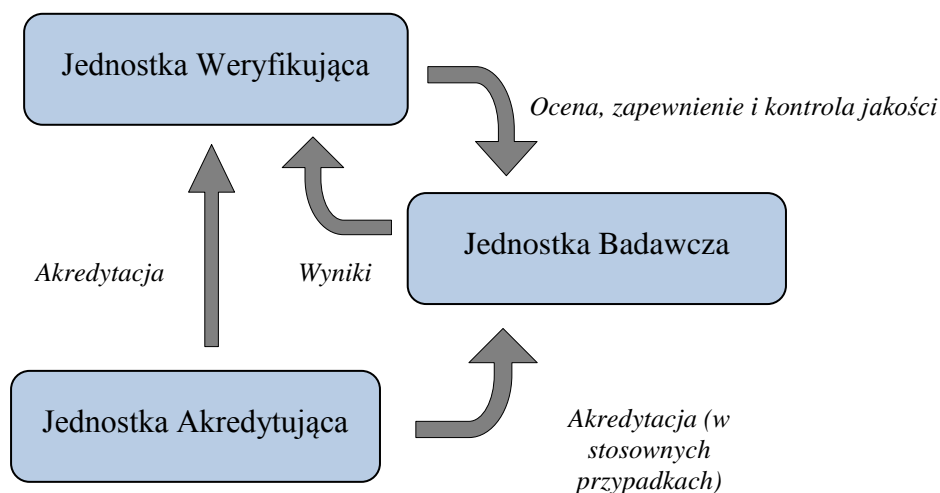 Jednostka Weryfikująca
Ocena, zapewnienie i kontrola jakości
Jednostka Badawcza
Akredytacja
Wyniki
Jednostka Akredytująca
Akredytacja (w
stosownych
przypadkach)